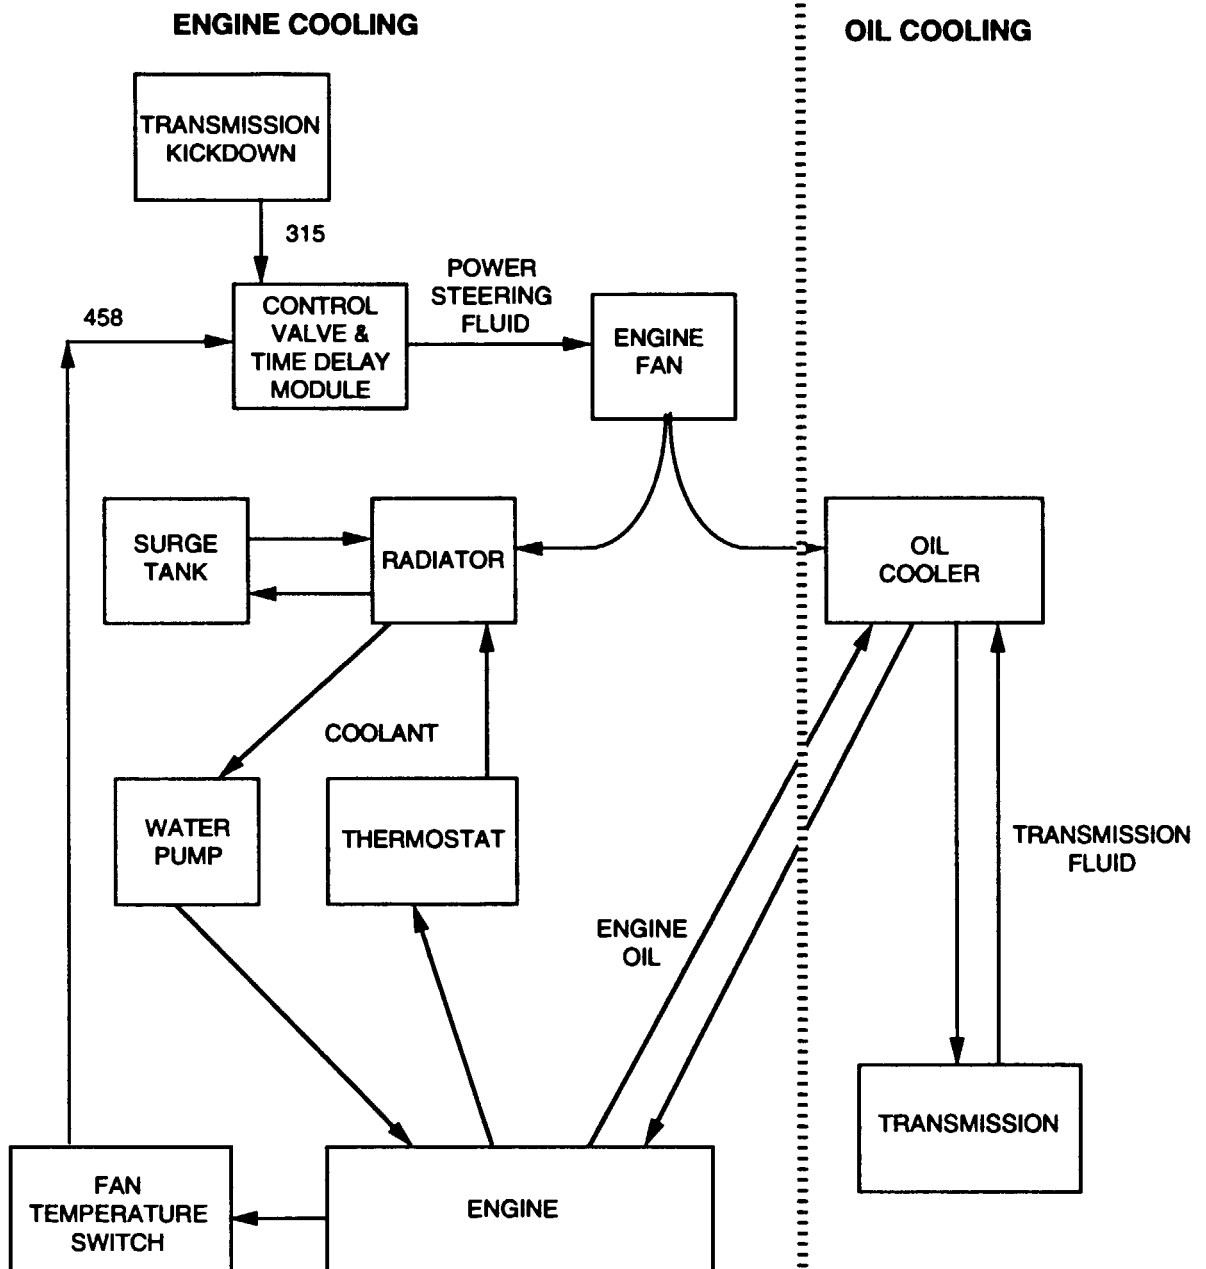 ENGINE COOLING
OIL COOLING
TRANSMISSION
KICKDOWN
315
458
CONTROL
VALVE &
TIME DELAY
MODULE
POWER
STEERING
FLUID
ENGINE
FAN
SURGE
TANK
RADIATOR
OIL
COOLER
COOLANT
WATER
PUMP
THERMOSTAT
TRANSMISSION
FLUID
ENGINE
OIL
TRANSMISSION
FAN
TEMPERATURE
SWITCH
ENGINE